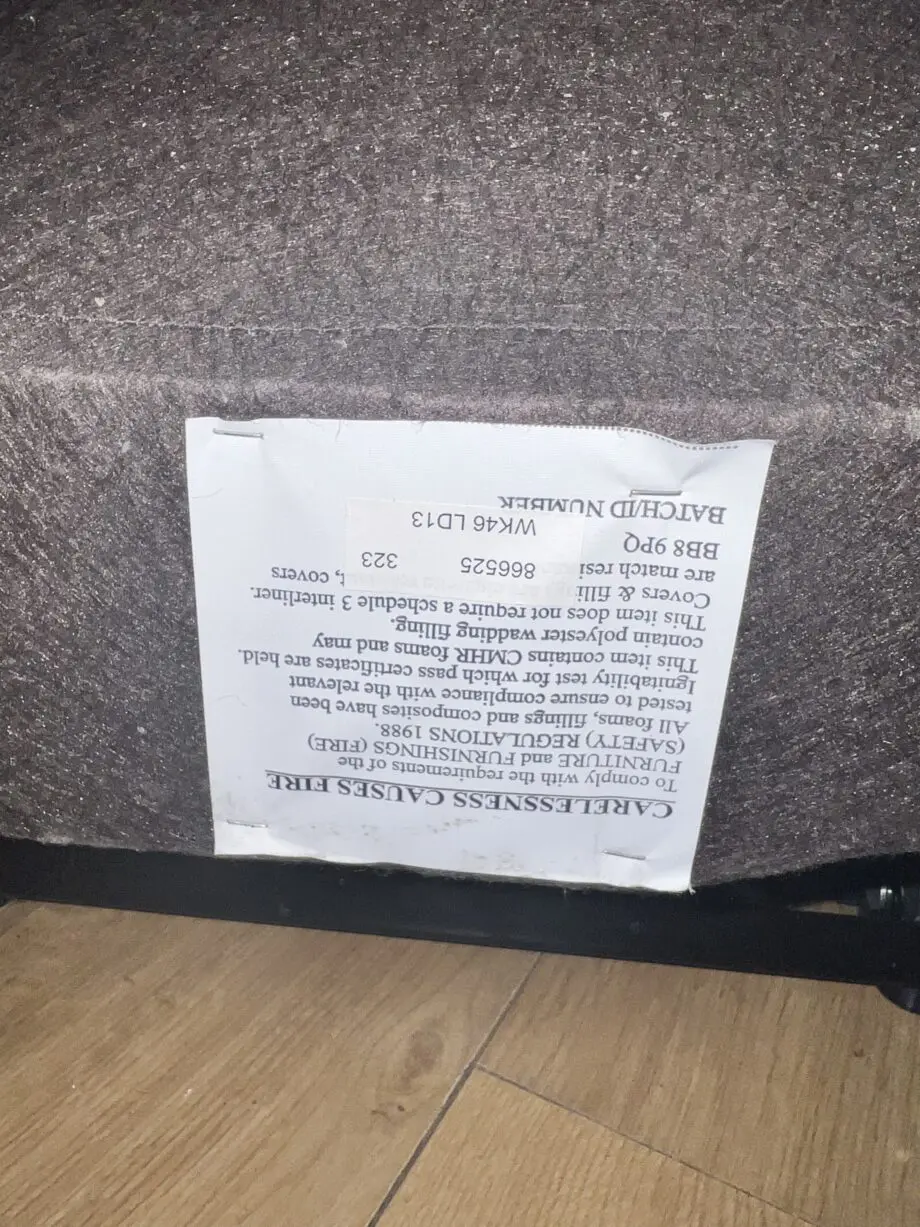 CARELESSNESS CAUSES FIRE
To comply with the requirements of the
FURNITURE and FURNISHINGS (FIRE)
(SAFETY) REGULATIONS 1988.
All foams, fillings and composites have been
tested to ensure compliance with the relevant
Ignitability test for which pass certificates are held.
This item contains CMHR foams and may
contain polyester wadding filling.
This item does not require a schedule 3 interliner.
Covers & filli , covers
are match resi
866525 323
BB8 9PQ
WK46 LD13
BATCH/ID NUMBER